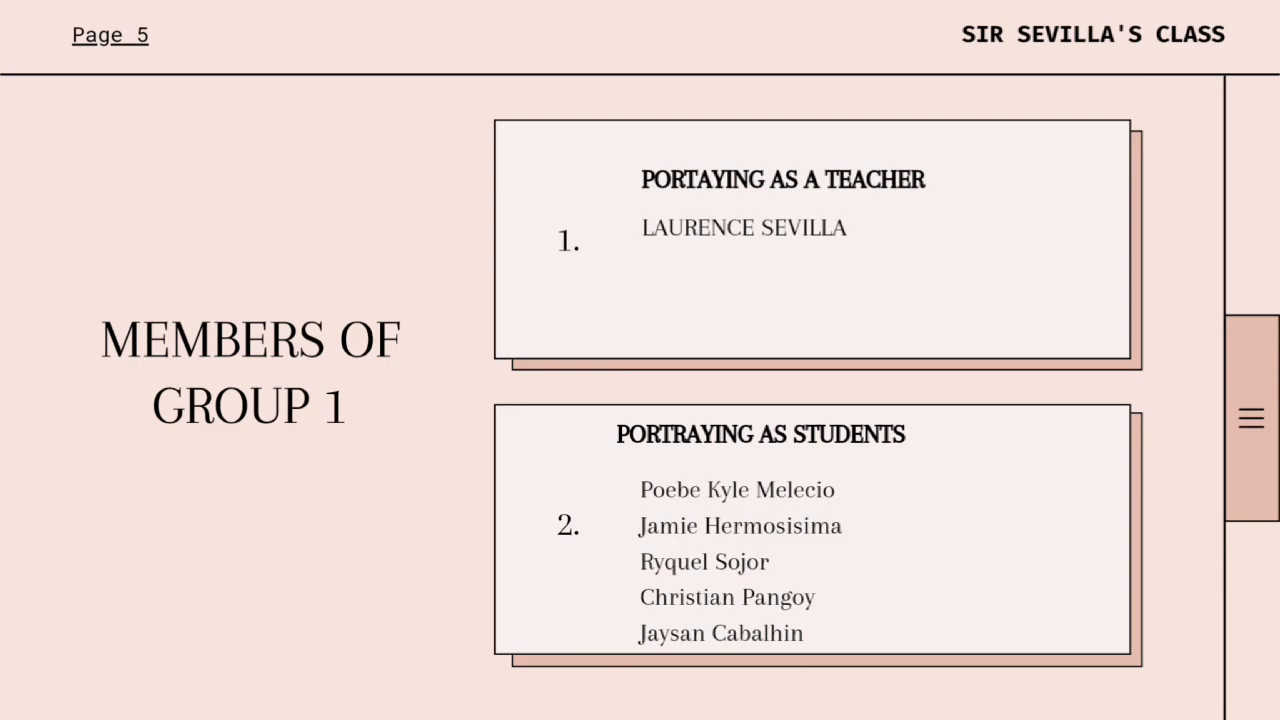 Page 5
SIR SEVILLA'S CLASS
MEMBERS OF
GROUP 1
1.
PORTAYING AS A TEACHER
LAURENCE SEVILLA
2.
PORTRAYING AS STUDENTS
Poebe Kyle Melecio
Jamie Hermosisima
Ryquel Sojor
Christian Pangoy
Jaysan Cabalhin